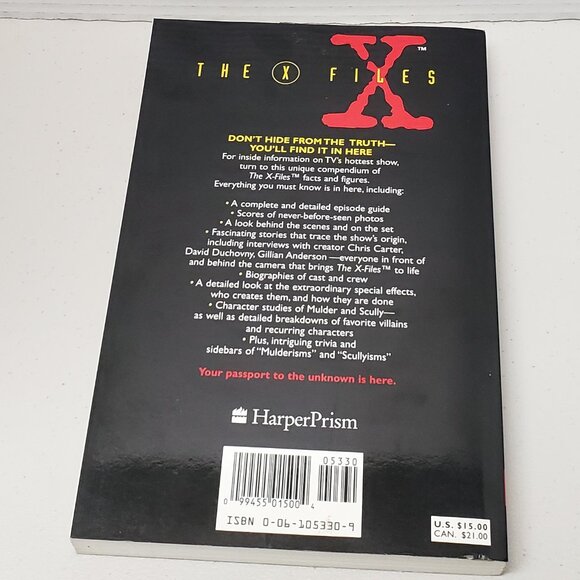 THE X FILES
X™
DON'T HIDE FROM THE TRUTH—
YOU'LL FIND IT IN HERE
For inside information on TV's hottest show,
turn to this unique compendium of
The X-Files™ facts and figures.
Everything you must know is in here, including:
• A complete and detailed episode guide
• Scores of never-before-seen photos
• A look behind the scenes and on the set
• Fascinating stories that trace the show's origin,
including interviews with creator Chris Carter,
David Duchovny, Gillian Anderson—everyone in front of
and behind the camera that brings The X-Files™ to life
• Biographies of cast and crew
• A detailed look at the extraordinary special effects,
who creates them, and how they are done
• Character studies of Mulder and Scully—
as well as detailed breakdowns of favorite villains
and recurring characters
• Plus, intriguing trivia and
sidebars of "Mulderisms" and "Scullyisms"
Your passport to the unknown is here.
HarperPrism
05330
0 99455 01500 4
ISBN 0-06-105330-9
U.S. $15.00
CAN. $21.00